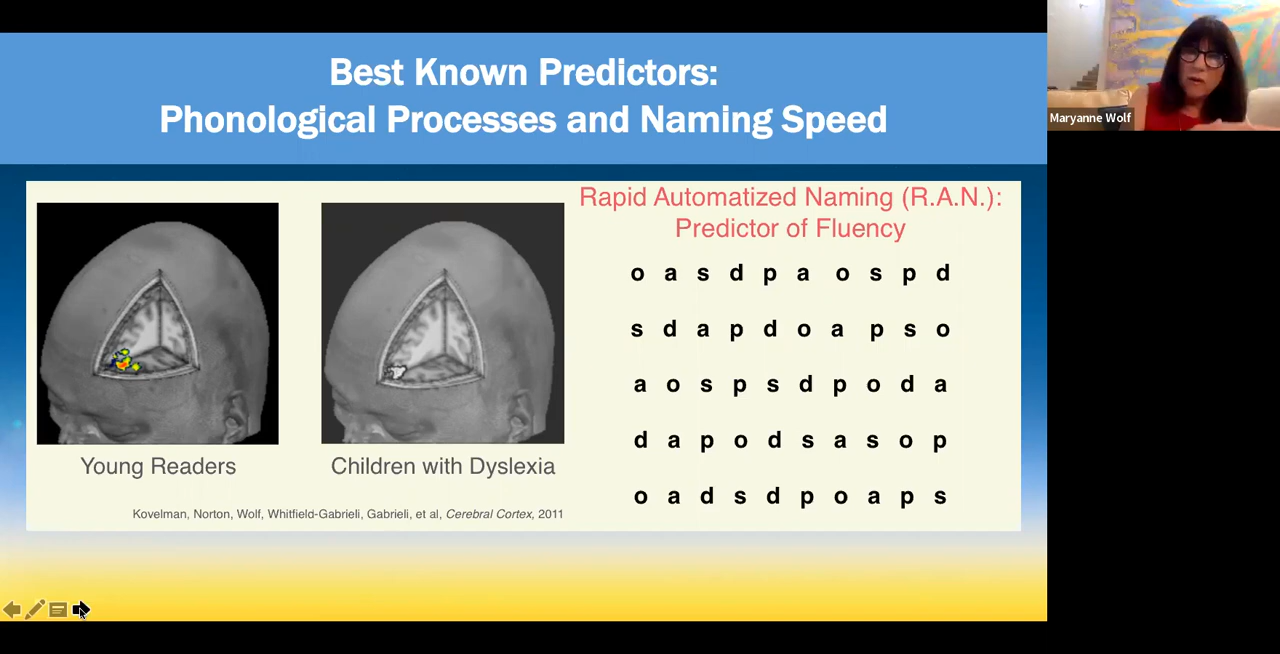 Best Known Predictors:
Phonological Processes and Naming Speed
Maryanne Wolf
Rapid Automatized Naming (R.A.N.):
Predictor of Fluency
o a s d p a o s p d
s d a p d o a p s o
a o s p s d p o d a
d a p o d s a s o p
o a d s d p o a p s
Young Readers
Children with Dyslexia
Kovelman, Norton, Wolf, Whitfield-Gabrieli, Gabrieli, et al, Cerebral Cortex, 2011